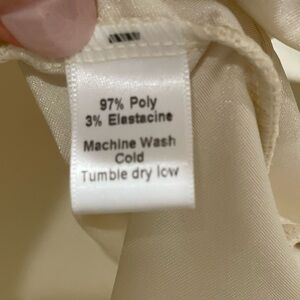 97% Poly
3% Elastacine
Machine Wash
Cold
Tumble dry low